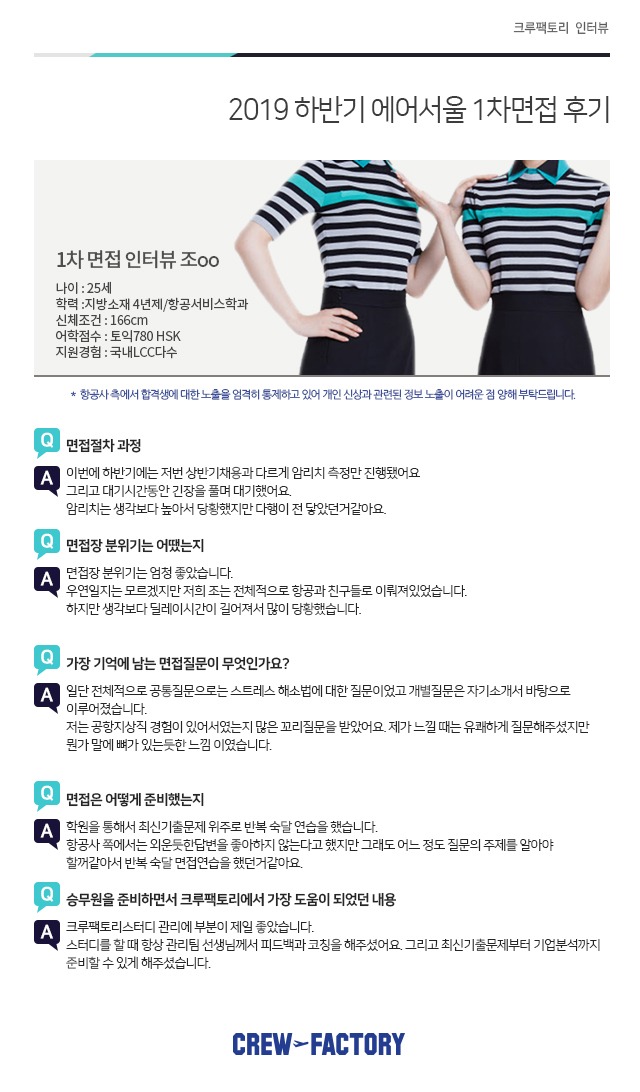 크루팩토리 인터뷰
2019 하반기 에어서울 1차면접 후기
1차 면접 인터뷰 조oo
나이 : 25세
학력 :지방소재 4년제/항공서비스학과
신체조건 : 166cm
어학점수 : 토익780 HSK
지원경험 : 국내LCC다수
* 항공사 측에서 합격생에 대한 노출을 엄격히 통제하고 있어 개인 신상과 관련된 정보 노출이 어려운 점 양해 부탁드립니다.
Q 면접절차 과정
A 이번에 하반기에는 저번 상반기채용과 다르게 암리치 측정만 진행됐어요
그리고 대기시간동안 긴장을 풀며 대기했어요.
암리치는 생각보다 높아서 당황했지만 다행이 전 닿았던거같아요.
Q 면접장 분위기는 어땠는지
A 면접장 분위기는 엄청 좋았습니다.
우연일지는 모르겠지만 저희 조는 전체적으로 항공과 친구들로 이뤄져있었습니다.
하지만 생각보다 딜레이시간이 길어져서 많이 당황했습니다.
Q 가장 기억에 남는 면접질문이 무엇인가요?
A 일단 전체적으로 공통질문으로는 스트레스 해소법에 대한 질문이었고 개별질문은 자기소개서 바탕으로
이루어졌습니다.
저는 공항지상직 경험이 있어서였는지 많은 꼬리질문을 받았어요. 제가 느낄 때는 유쾌하게 질문해주셨지만
뭔가 말에 뼈가 있는듯한 느낌 이였습니다.
Q 면접은 어떻게 준비했는지
A 학원을 통해서 최신기출문제 위주로 반복 숙달 연습을 했습니다.
항공사 쪽에서는 외운듯한답변을 좋아하지 않는다고 했지만 그래도 어느 정도 질문의 주제를 알아야
할꺼같아서 반복 숙달 면접연습을 했던거같아요.
Q 승무원을 준비하면서 크루팩토리에서 가장 도움이 되었던 내용
A 크루팩토리스터디 관리에 부분이 제일 좋았습니다.
스터디를 할 때 항상 관리팀 선생님께서 피드백과 코칭을 해주셨어요. 그리고 최신기출문제부터 기업분석까지
준비할 수 있게 해주셨습니다.
CREW FACTORY